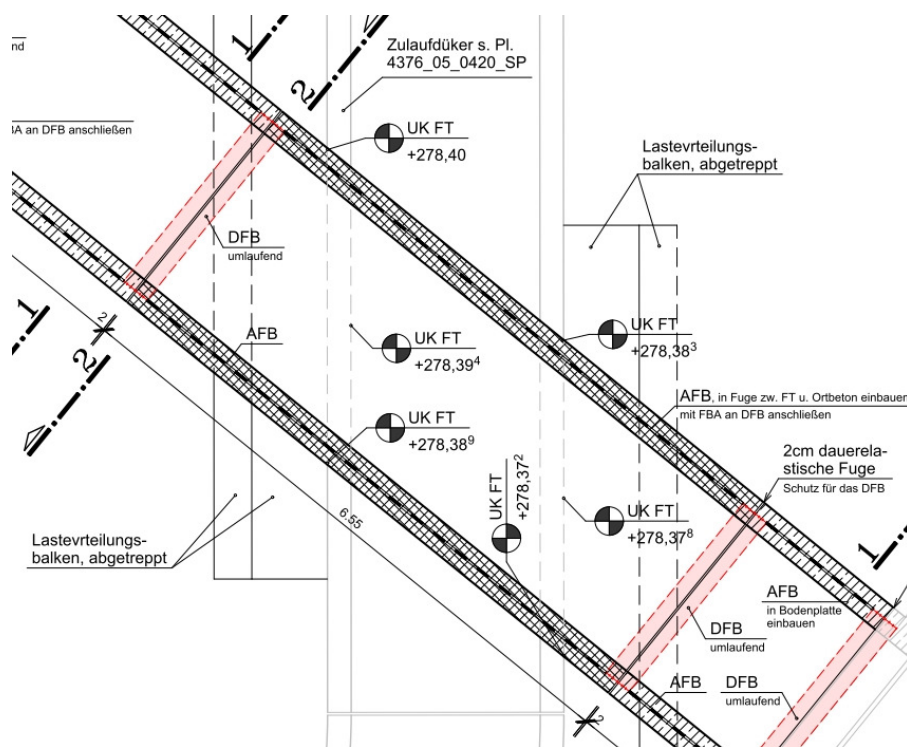 1
2
Zulaufdüker s. Pl.
4376_05_0420_SP
nd
UK FT
+278,40
BA an DFB anschließen
Lastevrteilungs-
balken, abgetreppt
DFB
umlaufend
1
2
2
AFB
UK FT
+278,39⁴
UK FT
+278,38³
UK FT
+278,38⁹
AFB, in Fuge zw. FT u. Ortbeton einbauen
mit FBA an DFB anschließen
2cm dauerela-
stische Fuge
Schutz für das DFB
UK FT
+278,37²
UK FT
+278,37⁸
6.55
Lastevrteilungs-
balken, abgetreppt
1
AFB
in Bodenplatte
einbauen
DFB
umlaufend
AFB
DFB
umlaufend
2